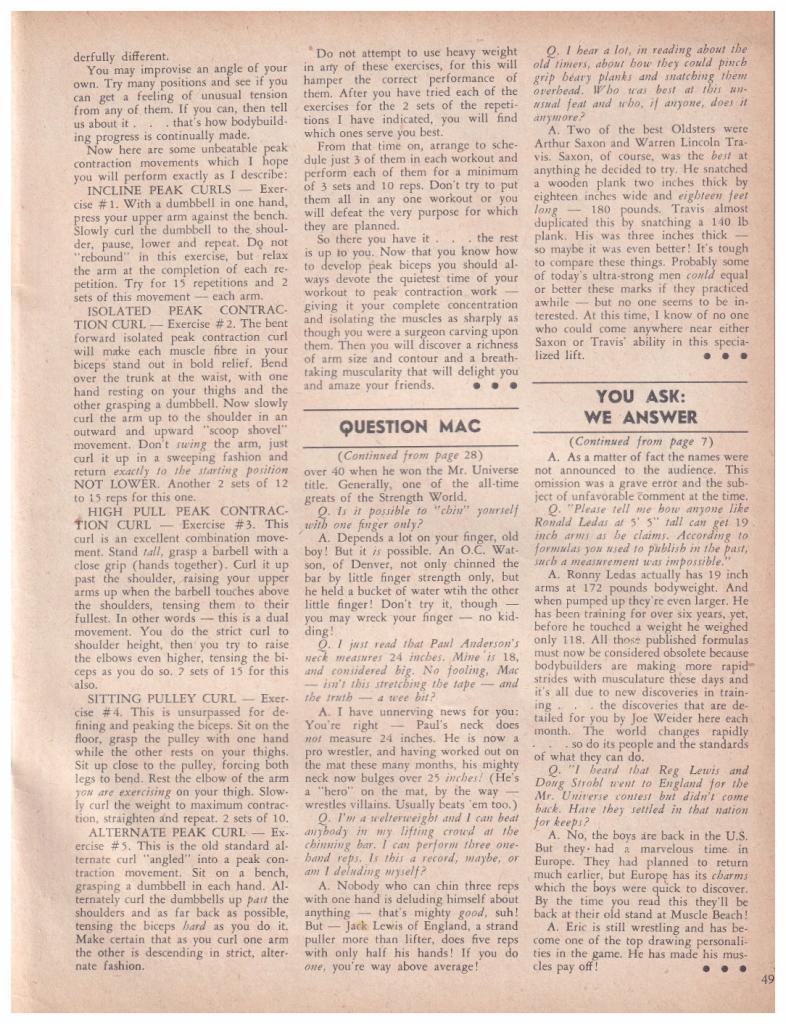 derfully different.
You may improvise an angle of your
own. Try many positions and see if you
can get a feeling of unusual tension
from any of them. If you can, then tell
us about it . . . that's how bodybuild-
ing progress is continually made.
Now here are some unbeatable peak
contraction movements which I hope
you will perform exactly as I describe:
INCLINE PEAK CURLS — Exer-
cise #1. With a dumbbell in one hand,
press your upper arm against the bench.
Slowly curl the dumbbell to the shoul-
der, pause, lower and repeat. Do not
"rebound" in this exercise, but relax
the arm at the completion of each re-
petition. Try for 15 repetitions and 2
sets of this movement — each arm.
ISOLATED PEAK CONTRAC-
TION CURL — Exercise #2. The bent
forward isolated peak contraction curl
will make each muscle fibre in your
biceps stand out in bold relief. Bend
over the trunk at the waist, with one
hand resting on your thighs and the
other grasping a dumbbell. Now slowly
curl the arm up to the shoulder in an
outward and upward "scoop shovel"
movement. Don't swing the arm, just
curl it up in a sweeping fashion and
return exactly to the starting position
NOT LOWER. Another 2 sets of 12
to 15 reps for this one.
HIGH PULL PEAK CONTRAC-
TION CURL — Exercise #3. This
curl is an excellent combination move-
ment. Stand tall, grasp a barbell with a
close grip (hands together). Curl it up
past the shoulder, raising your upper
arms up when the barbell touches above
the shoulders, tensing them to their
fullest. In other words — this is a dual
movement. You do the strict curl to
shoulder height, then you try to raise
the elbows even higher, tensing the bi-
ceps as you do so. 2 sets of 15 for this
also.
SITTING PULLEY CURL — Exer-
cise #4. This is unsurpassed for de-
fining and peaking the biceps. Sit on the
floor, grasp the pulley with one hand
while the other rests on your thighs.
Sit up close to the pulley, forcing both
legs to bend. Rest the elbow of the arm
you are exercising on your thigh. Slow-
ly curl the weight to maximum contrac-
tion, straighten and repeat. 2 sets of 10.
ALTERNATE PEAK CURL — Ex-
ercise #5. This is the old standard al-
ternate curl "angled" into a peak con-
traction movement. Sit on a bench,
grasping a dumbbell in each hand. Al-
ternately curl the dumbbells up past the
shoulders and as far back as possible,
tensing the biceps hard as you do it.
Make certain that as you curl one arm
the other is descending in strict, alter-
nate fashion.
Do not attempt to use heavy weight
in any of these exercises, for this will
hamper the correct performance of
them. After you have tried each of the
exercises for the 2 sets of the repeti-
tions I have indicated, you will find
which ones serve you best.
From that time on, arrange to sche-
dule just 3 of them in each workout and
perform each of them for a minimum
of 3 sets and 10 reps. Don't try to put
them all in any one workout or you
will defeat the very purpose for which
they are planned.
So there you have it . . . the rest
is up to you. Now that you know how
to develop peak biceps you should al-
ways devote the quietest time of your
workout to peak contraction work —
giving it your complete concentration
and isolating the muscles as sharply as
though you were a surgeon carving upon
them. Then you will discover a richness
of arm size and contour and a breath-
taking muscularity that will delight you
and amaze your friends. ● ● ●
QUESTION MAC
(Continued from page 28)
over 40 when he won the Mr. Universe
title. Generally, one of the all-time
greats of the Strength World.
Q. Is it possible to "chin" yourself
with one finger only?
A. Depends a lot on your finger, old
boy! But it is possible. An O.C. Wat-
son, of Denver, not only chinned the
bar by little finger strength only, but
he held a bucket of water wtih the other
little finger! Don't try it, though —
you may wreck your finger — no kid-
ding!
Q. I just read that Paul Anderson's
neck measures 24 inches. Mine is 18,
and considered big. No fooling, Mac
— isn't this stretching the tape — and
the truth — a wee bit?
A. I have unnerving news for you:
You're right — Paul's neck does
not measure 24 inches. He is now a
pro wrestler, and having worked out on
the mat these many months, his mighty
neck now bulges over 25 inches! (He's
a "hero" on the mat, by the way —
wrestles villains. Usually beats 'em too.)
Q. I'm a welterweight and I can beat
anybody in my lifting crowd at the
chinning bar. I can perform three one-
hand reps. Is this a record, maybe, or
am I deluding myself?
A. Nobody who can chin three reps
with one hand is deluding himself about
anything — that's mighty good, suh!
But — Jack Lewis of England, a strand
puller more than lifter, does five reps
with only half his hands! If you do
one, you're way above average!
Q. I hear a lot, in reading about the
old timers, about how they could pinch
grip heavy planks and snatching them
overhead. Who was best at this un-
usual feat and who, if anyone, does it
anymore?
A. Two of the best Oldsters were
Arthur Saxon and Warren Lincoln Tra-
vis. Saxon, of course, was the best at
anything he decided to try. He snatched
a wooden plank two inches thick by
eighteen inches wide and eighteen feet
long — 180 pounds. Travis almost
duplicated this by snatching a 140 lb
plank. His was three inches thick —
so maybe it was even better! It's tough
to compare these things. Probably some
of today's ultra-strong men could equal
or better these marks if they practiced
awhile — but no one seems to be in-
terested. At this time, I know of no one
who could come anywhere near either
Saxon or Travis' ability in this specia-
lized lift. ● ● ●
YOU ASK:
WE ANSWER
(Continued from page 7)
A. As a matter of fact the names were
not announced to the audience. This
omission was a grave error and the sub-
ject of unfavorable comment at the time.
Q. "Please tell me how anyone like
Ronald Ledas at 5' 5" tall can get 19
inch arms as he claims. According to
formulas you used to publish in the past,
such a measurement was impossible."
A. Ronny Ledas actually has 19 inch
arms at 172 pounds bodyweight. And
when pumped up they're even larger. He
has been training for over six years, yet,
before he touched a weight he weighed
only 118. All those published formulas
must now be considered obsolete because
bodybuilders are making more rapid
strides with musculature these days and
it's all due to new discoveries in train-
ing . . . the discoveries that are de-
tailed for you by Joe Weider here each
month. The world changes rapidly
. . . so do its people and the standards
of what they can do.
Q. "I heard that Reg Lewis and
Doug Strohl went to England for the
Mr. Universe contest but didn't come
back. Have they settled in that nation
for keeps?
A. No, the boys are back in the U.S.
But they had a marvelous time in
Europe. They had planned to return
much earlier, but Europe has its charms
which the boys were quick to discover.
By the time you read this they'll be
back at their old stand at Muscle Beach!
A. Eric is still wrestling and has be-
come one of the top drawing personali-
ties in the game. He has made his mus-
cles pay off! ● ● ●
49